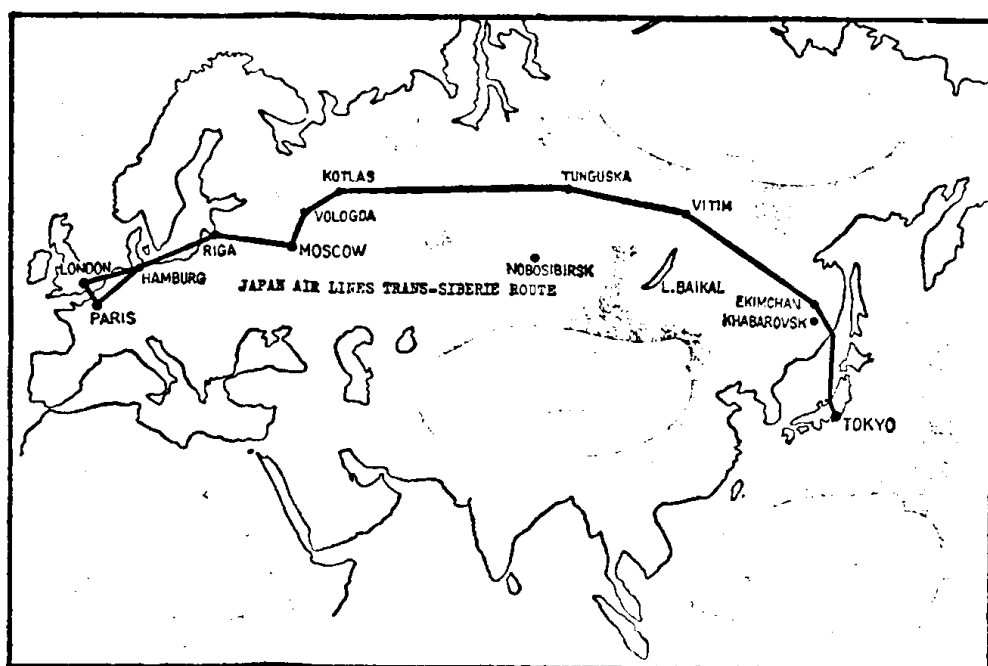 KOTLAS
TUNGUSKA
VITIM
VOLOGDA
RIGA
MOSCOW
LONDON
HAMBURG
NOBOSIBIRSK
L.BAIKAL
JAPAN AIR LINES TRANS-SIBERIE ROUTE
PARIS
EKIMCHAN
KHABAROVSK
TOKYO